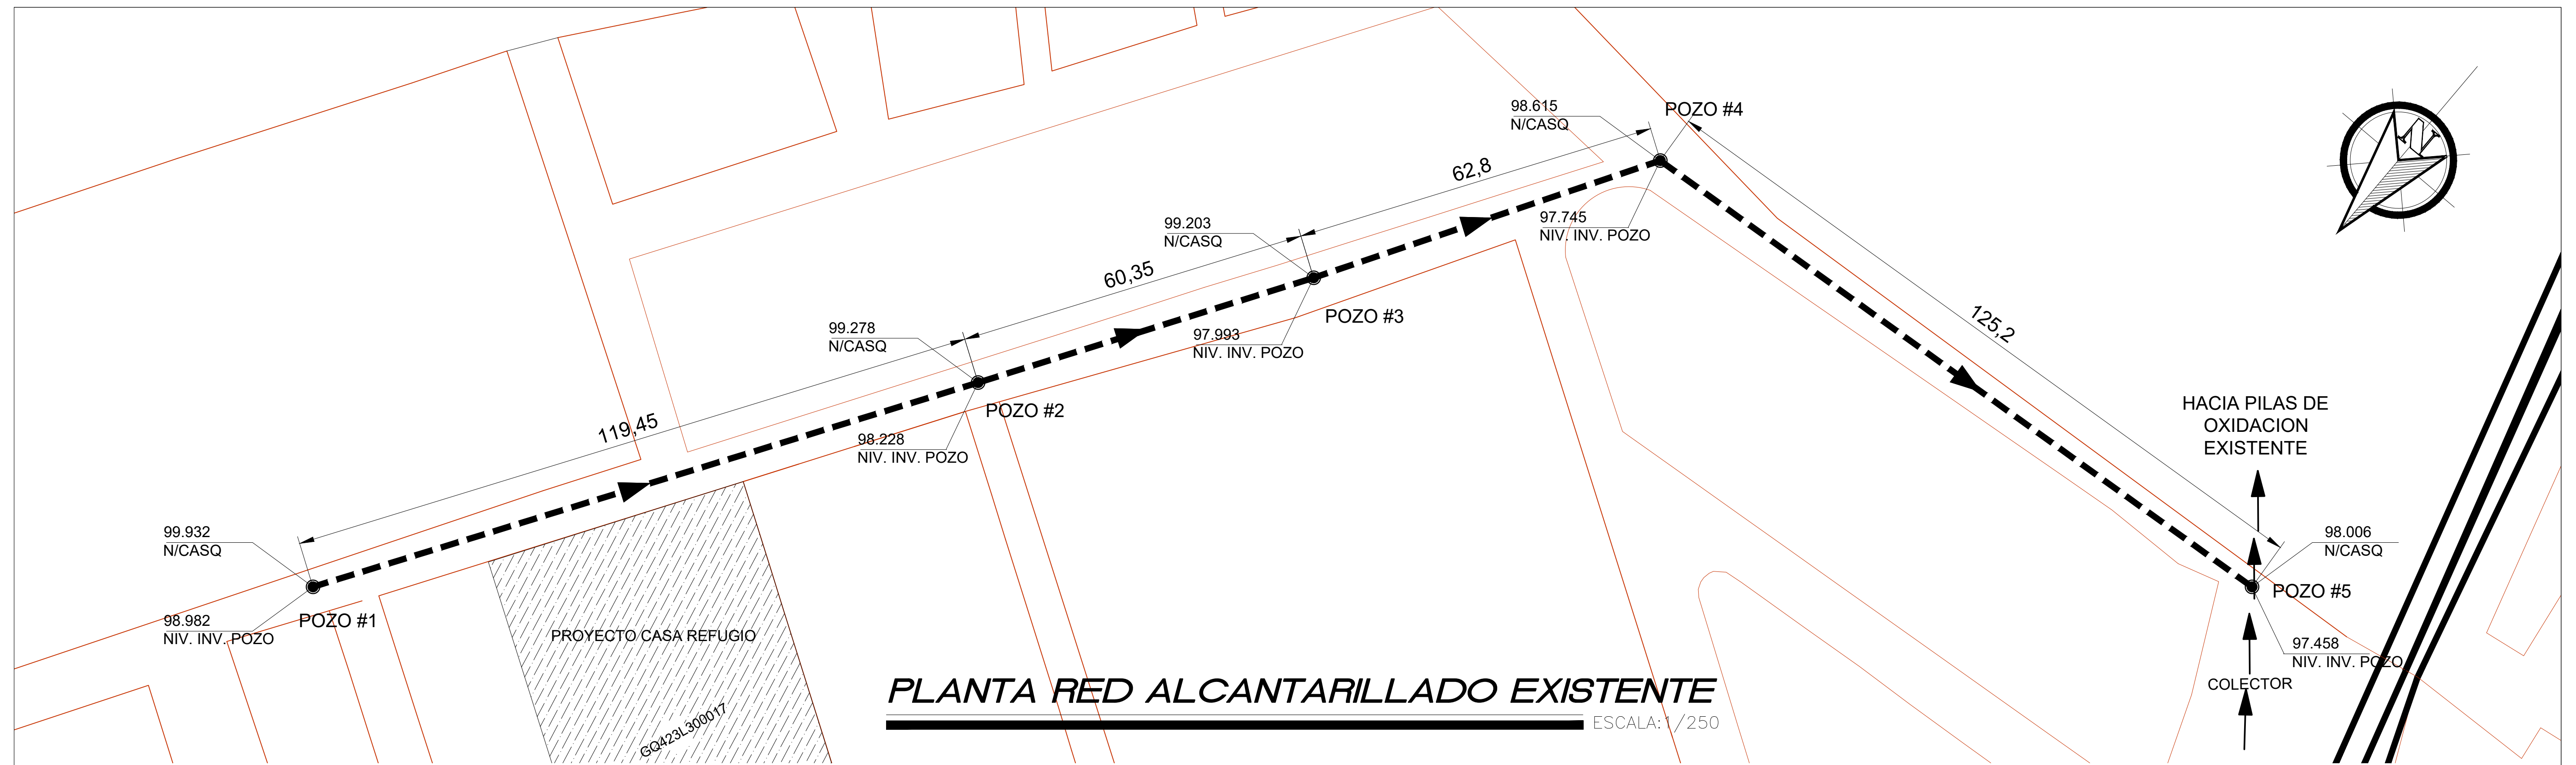 98.615
N/CASQ
POZO #4
N
62,8
99.203
N/CASQ
97.745
NIV. INV. POZO
60,35
99.278
N/CASQ
POZO #3
97.993
NIV. INV. POZO
125,2
POZO #2
119,45
98.228
NIV. INV. POZO
HACIA PILAS DE
OXIDACION
EXISTENTE
99.932
N/CASQ
98.006
N/CASQ
POZO #5
98.982
NIV. INV. POZO
POZO #1
PROYECTO CASA REFUGIO
97.458
NIV. INV. POZO
COLECTOR
GQ423L300017
PLANTA RED ALCANTARILLADO EXISTENTE
ESCALA: 1/250